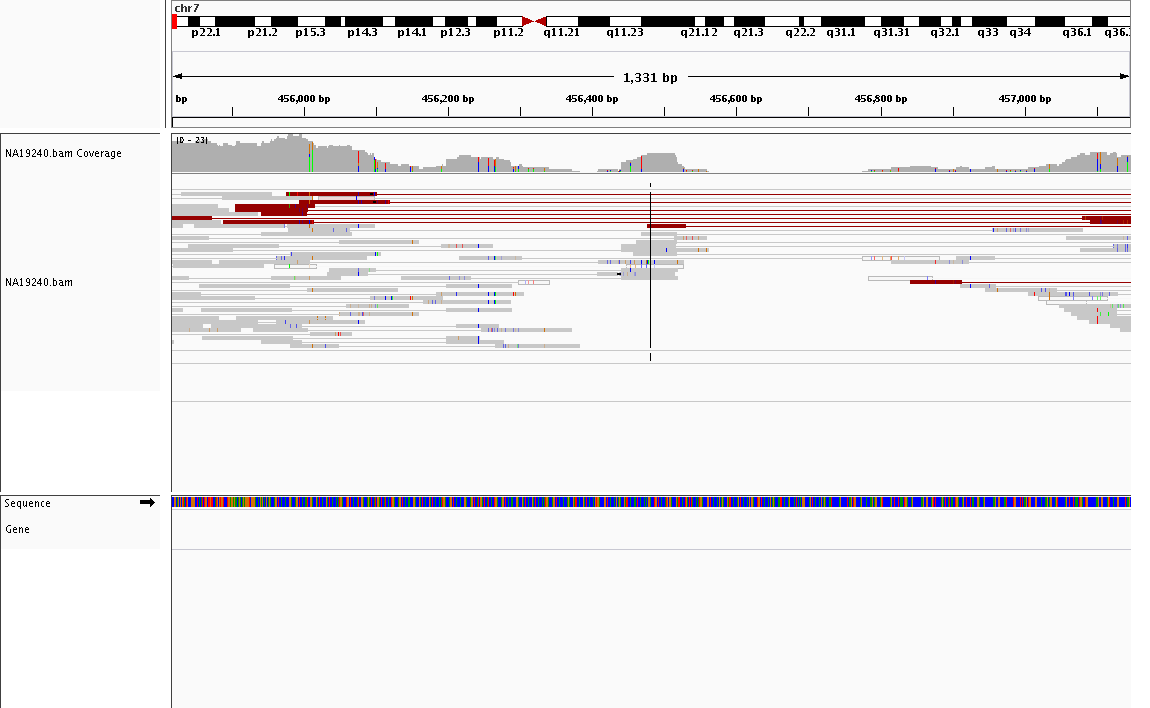 chr7
p22.1 p21.2 p15.3 p14.3 p14.1 p12.3 p11.2 q11.21 q11.23 q21.12 q21.3 q22.2 q31.1 q31.31 q32.1 q33 q34 q36.1 q36.
1,331 bp
bp 456,000 bp 456,200 bp 456,400 bp 456,600 bp 456,800 bp 457,000 bp
[0 - 23]
NA19240.bam Coverage
NA19240.bam
Sequence
Gene